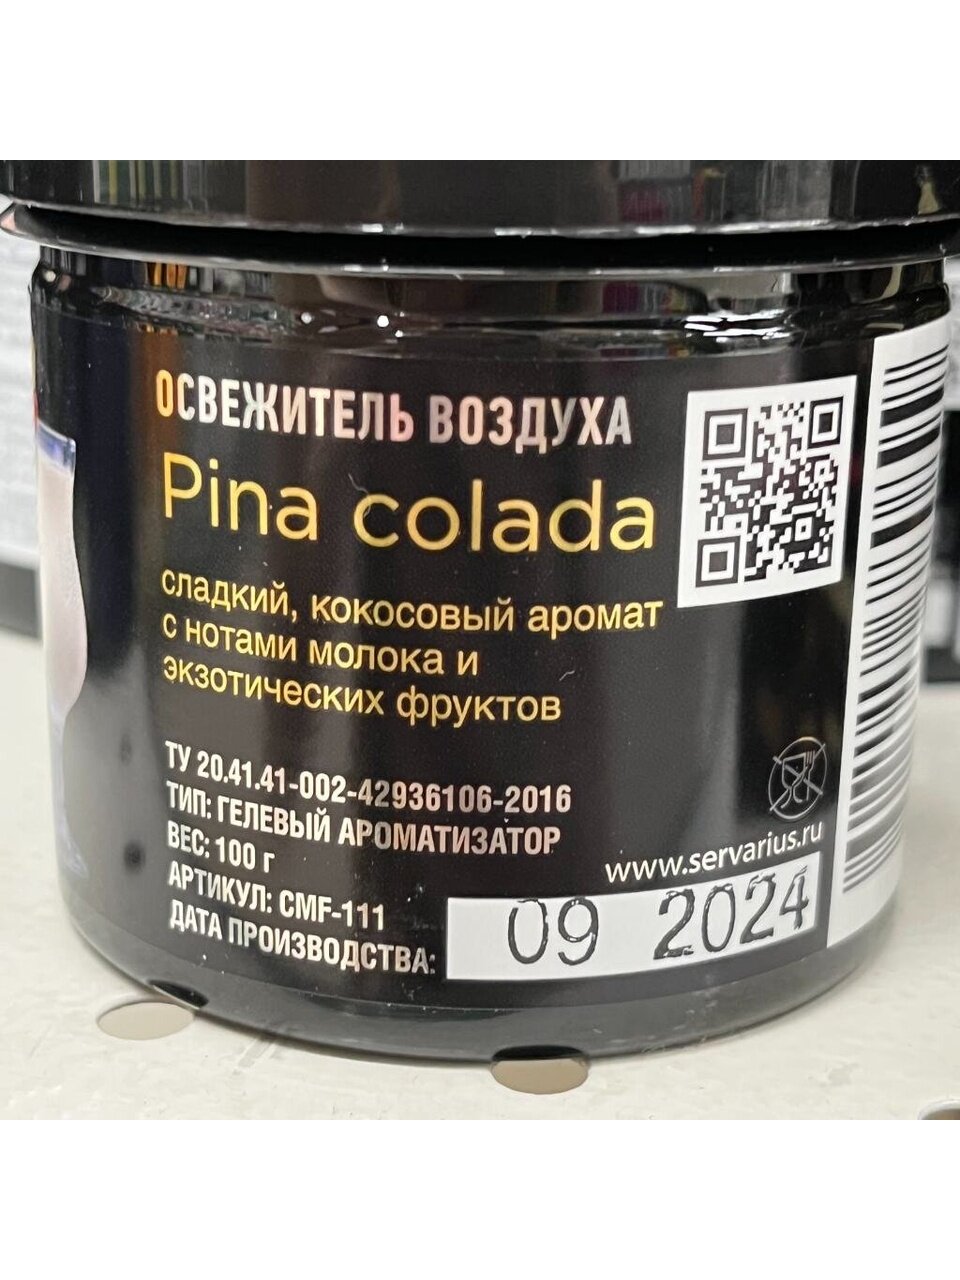 ОСВЕЖИТЕЛЬ ВОЗДУХА
Pina colada
сладкий, кокосовый аромат
с нотами молока и
экзотических фруктов
ТУ 20.41.41-002-42936106-2016
ТИП: ГЕЛЕВЫЙ АРОМАТИЗАТОР
ВЕС: 100 г
АРТИКУЛ: CMF-111
www.servarius.ru
ДАТА ПРОИЗВОДСТВА: 09 2024